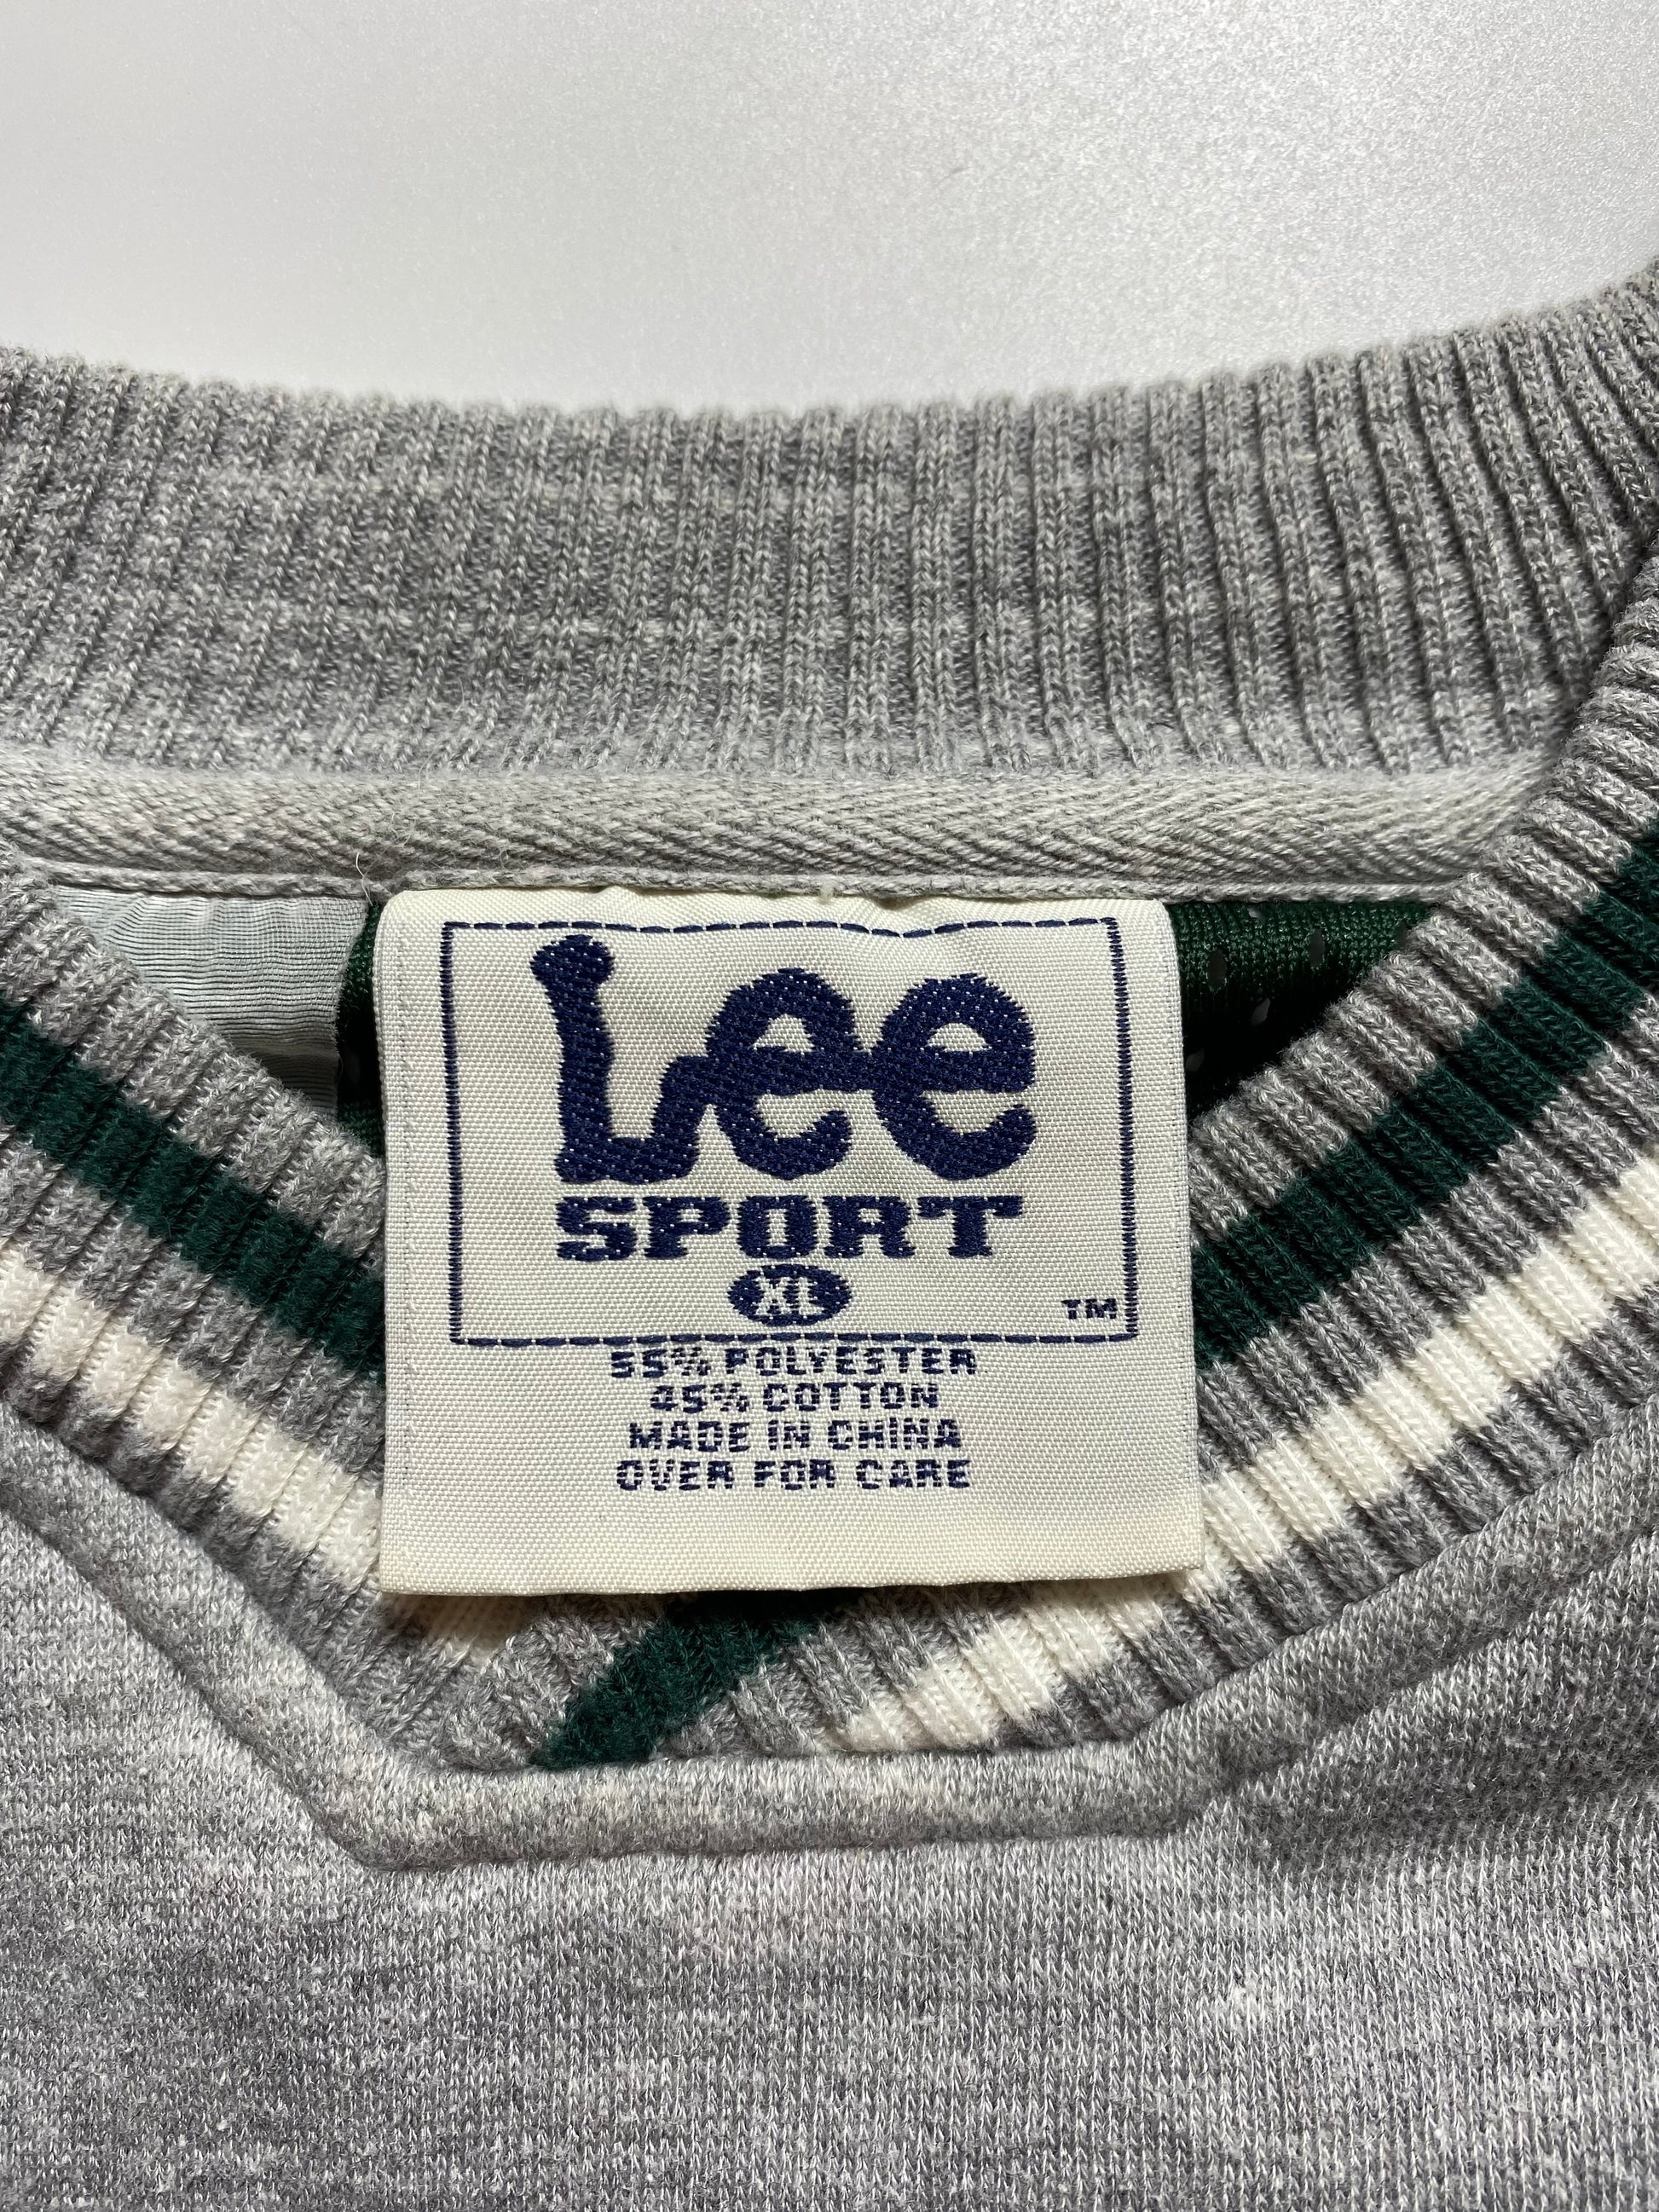 Lee
SPORT
XL
TM
55% POLYESTER
45% COTTON
MADE IN CHINA
OVER FOR CARE